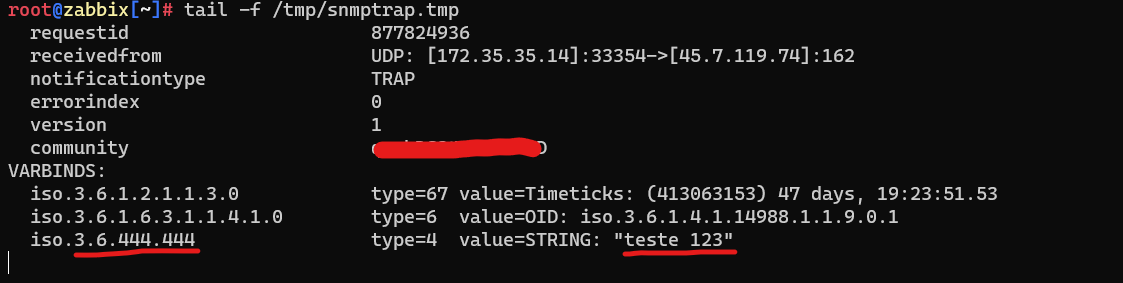 root@zabbix[~]# tail -f /tmp/snmptrap.tmp
requestid 877824936
receivedfrom UDP: [172.35.35.14]:33354->[45.7.119.74]:162
notificationtype TRAP
errorindex 0
version 1
community
VARBINDS:
iso.3.6.1.2.1.1.3.0 type=67 value=Timeticks: (413063153) 47 days, 19:23:51.53
iso.3.6.1.6.3.1.1.4.1.0 type=6 value=OID: iso.3.6.1.4.1.14988.1.1.9.0.1
iso.3.6.444.444 type=4 value=STRING: "teste 123"